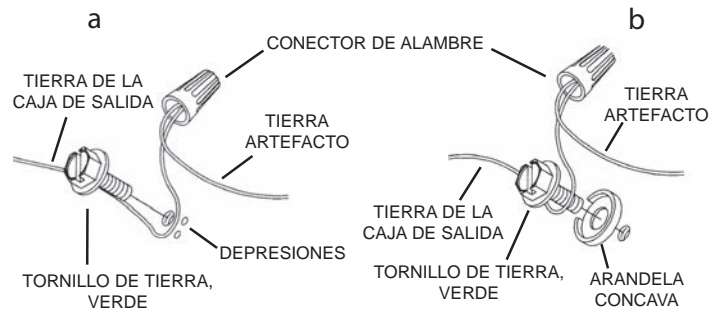 a
b
CONECTOR DE ALAMBRE
TIERRA DE LA
CAJA DE SALIDA
TIERRA
ARTEFACTO
DEPRESIONES
TORNILLO DE TIERRA,
VERDE
TIERRA
ARTEFACTO
TIERRA DE LA
CAJA DE SALIDA
TORNILLO DE TIERRA,
VERDE
ARANDELA
CONCAVA